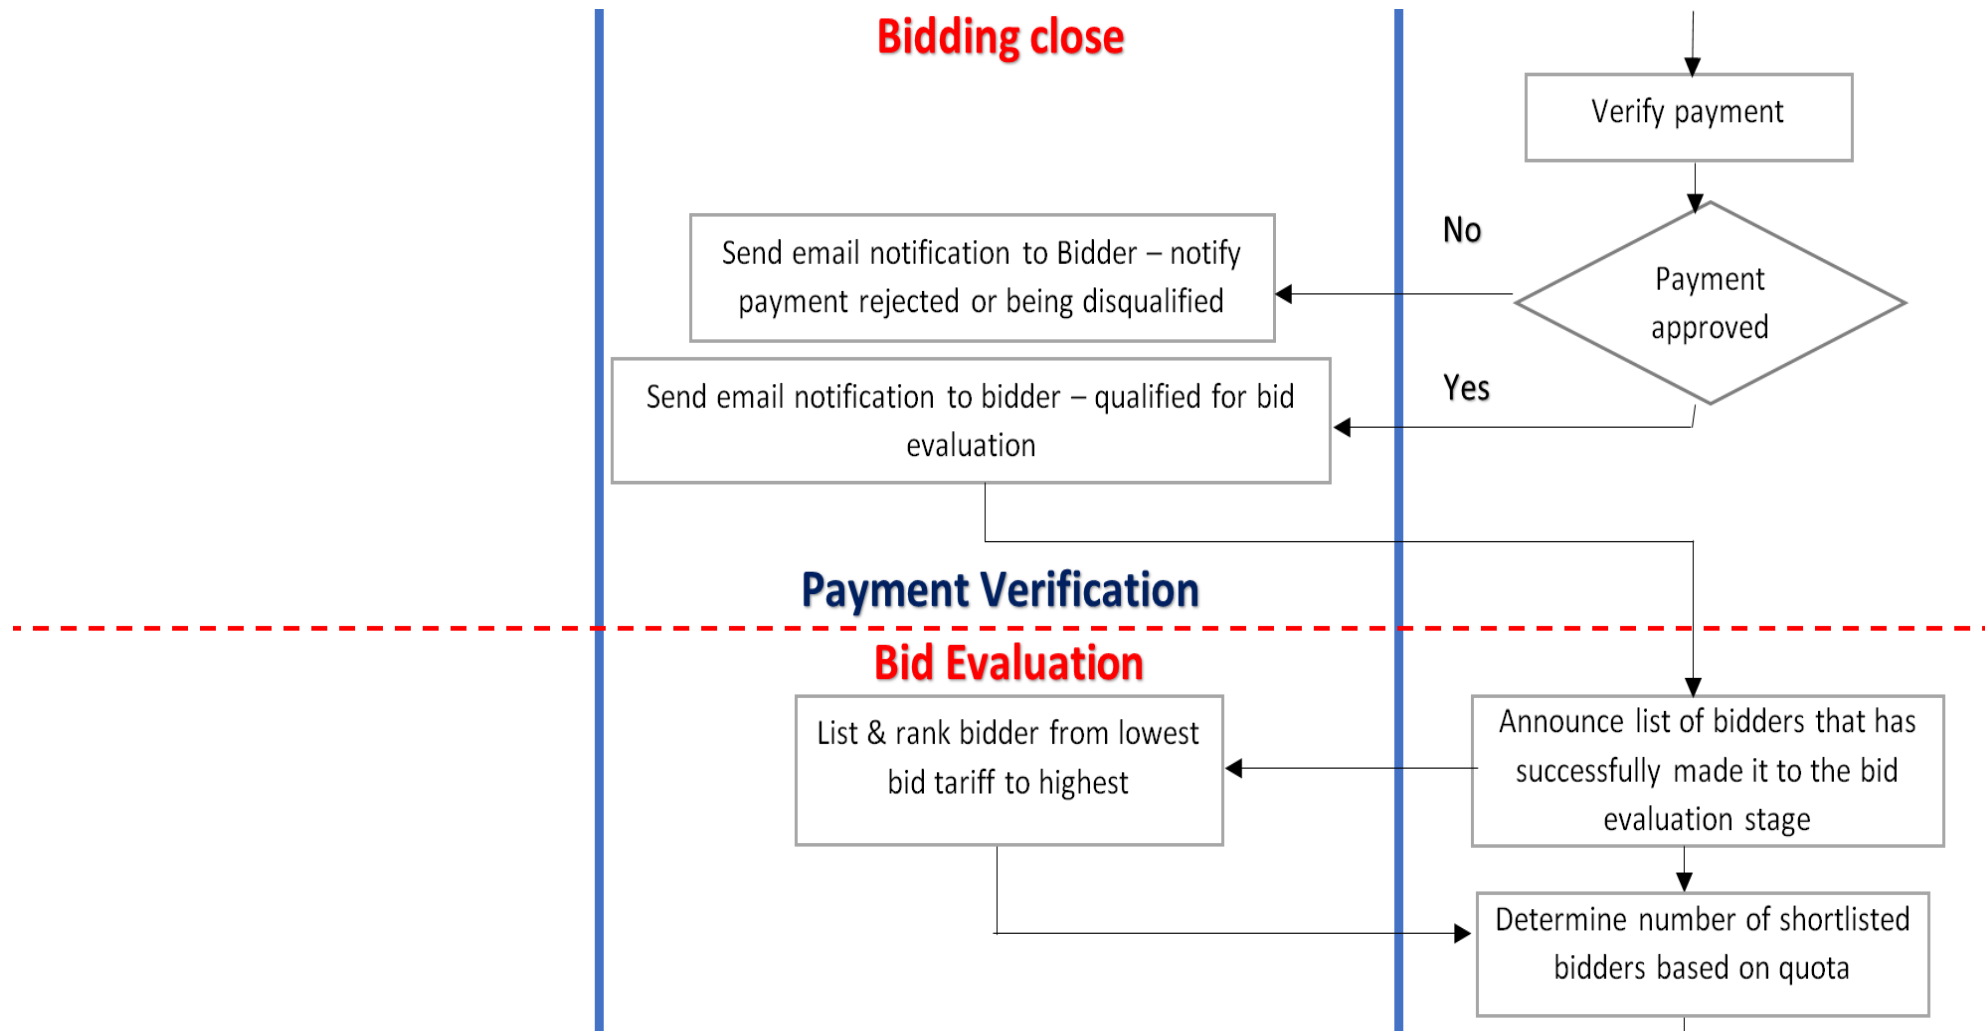 Bidding close
Verify payment
No
Send email notification to Bidder – notify
payment rejected or being disqualified
Payment
approved
Yes
Send email notification to bidder – qualified for bid
evaluation
Payment Verification
Bid Evaluation
List & rank bidder from lowest
bid tariff to highest
Announce list of bidders that has
successfully made it to the bid
evaluation stage
Determine number of shortlisted
bidders based on quota